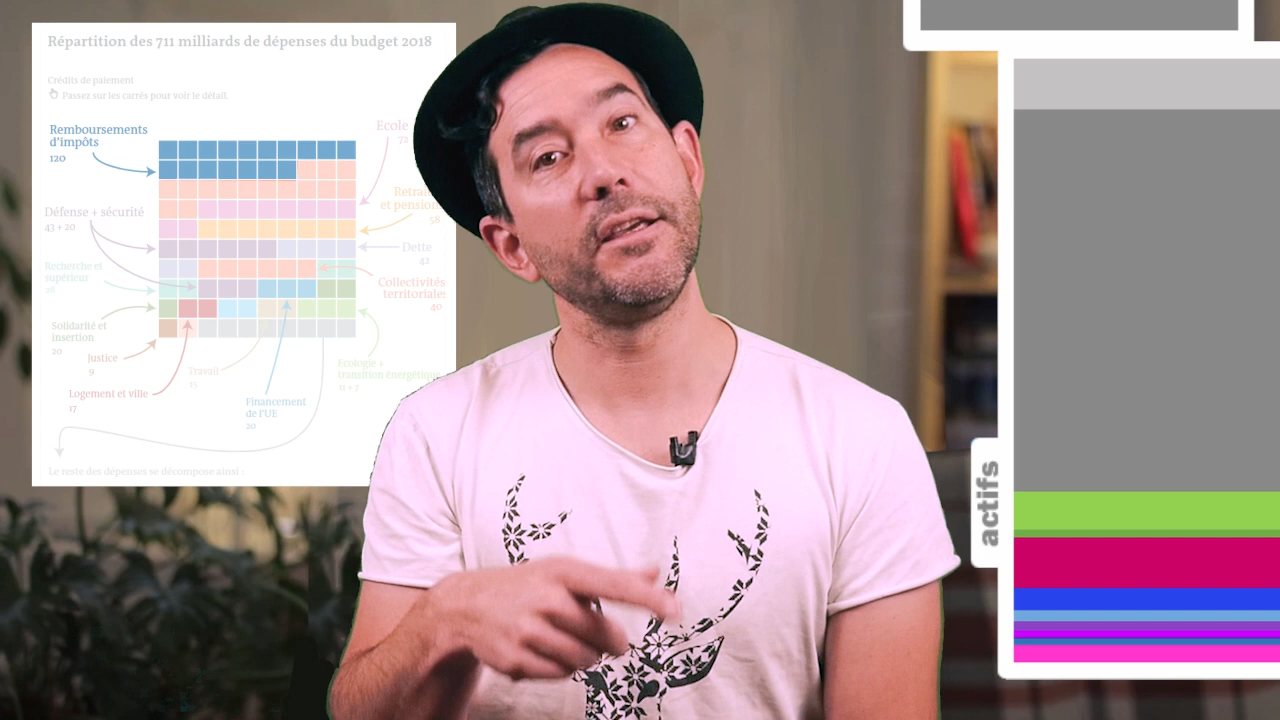 Répartition des 711 milliards de dépenses du budget 2018
Crédits de paiement
Passez sur les carrés pour voir le détail.
Remboursements
d'impôts
120
Ecole
72
Défense + sécurité
43 + 20
et pension
58
Dette
42
Recherche et
supérieur
28
Collectivités
territoriales
40
Solidarité et
insertion
20
Justice
9
Travail
15
Ecologie +
transition énergétique
11 + 7
Logement et ville
17
Financement
de l'UE
20
Le reste des dépenses se décompose ainsi :
actifs